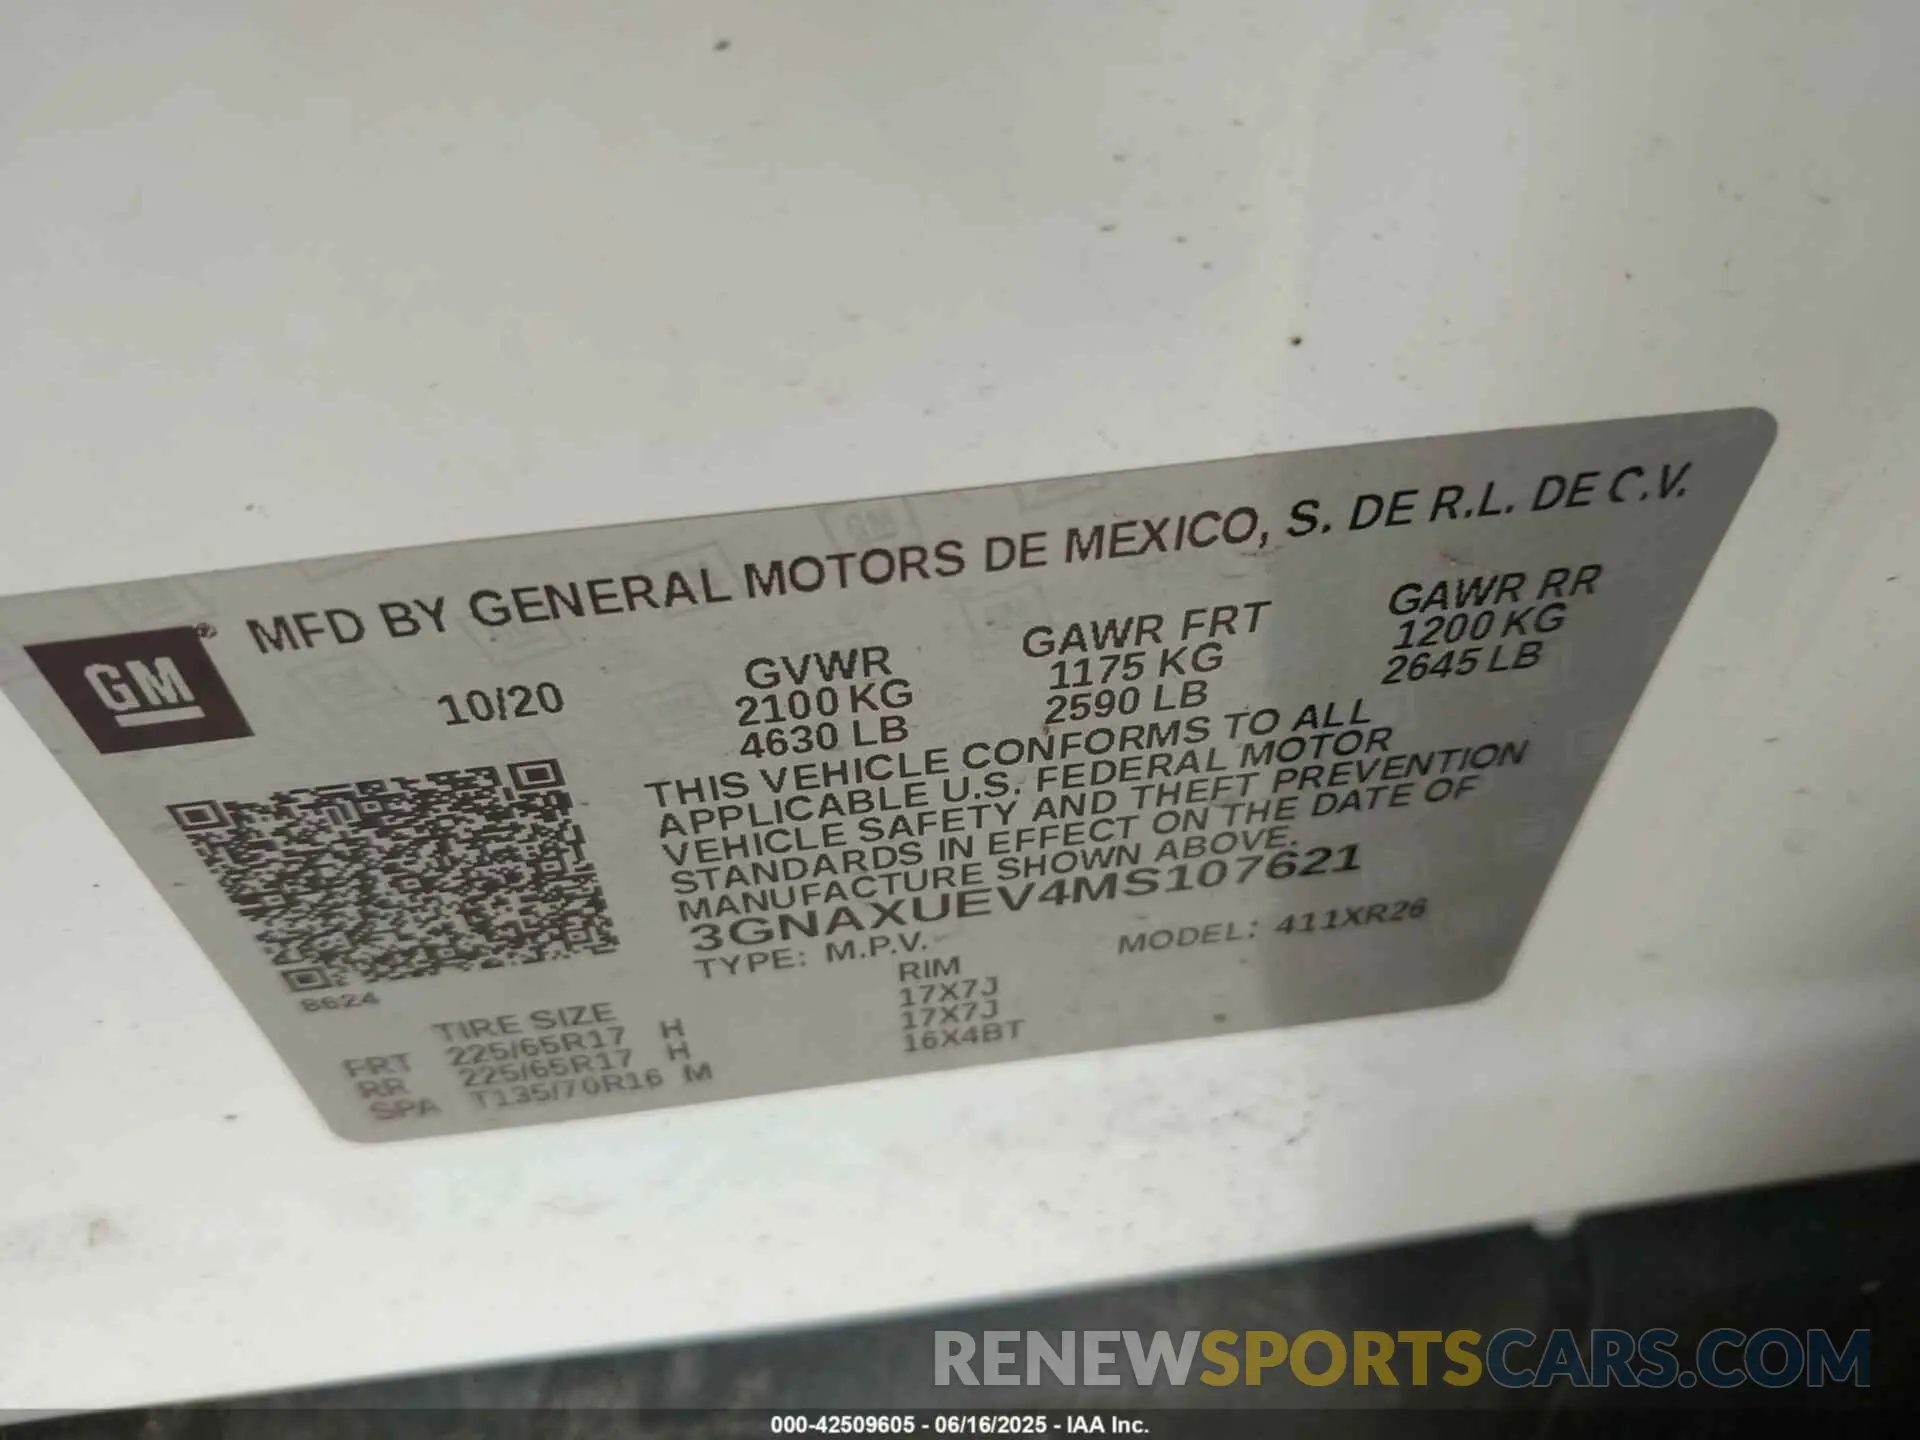 MFD BY GENERAL MOTORS DE MEXICO, S. DE R.L. DE C.V.
GM ®
10/20
GVWR GAWR FRT GAWR RR
2100 KG 1175 KG 1200 KG
4630 LB 2590 LB 2645 LB
THIS VEHICLE CONFORMS TO ALL
APPLICABLE U.S. FEDERAL MOTOR
VEHICLE SAFETY AND THEFT PREVENTION
STANDARDS IN EFFECT ON THE DATE OF
MANUFACTURE SHOWN ABOVE.
3GNAXUEV4MS107621
TYPE: M.P.V. MODEL: 411XR26
8624
TIRE SIZE RIM
FRT 225/65R17 H 17X7J
RR 225/65R17 H 17X7J
SPA T135/70R16 M 16X4BT
RENEWSPORTSCARS.COM
000-42509605 - 06/16/2025 - IAA Inc.